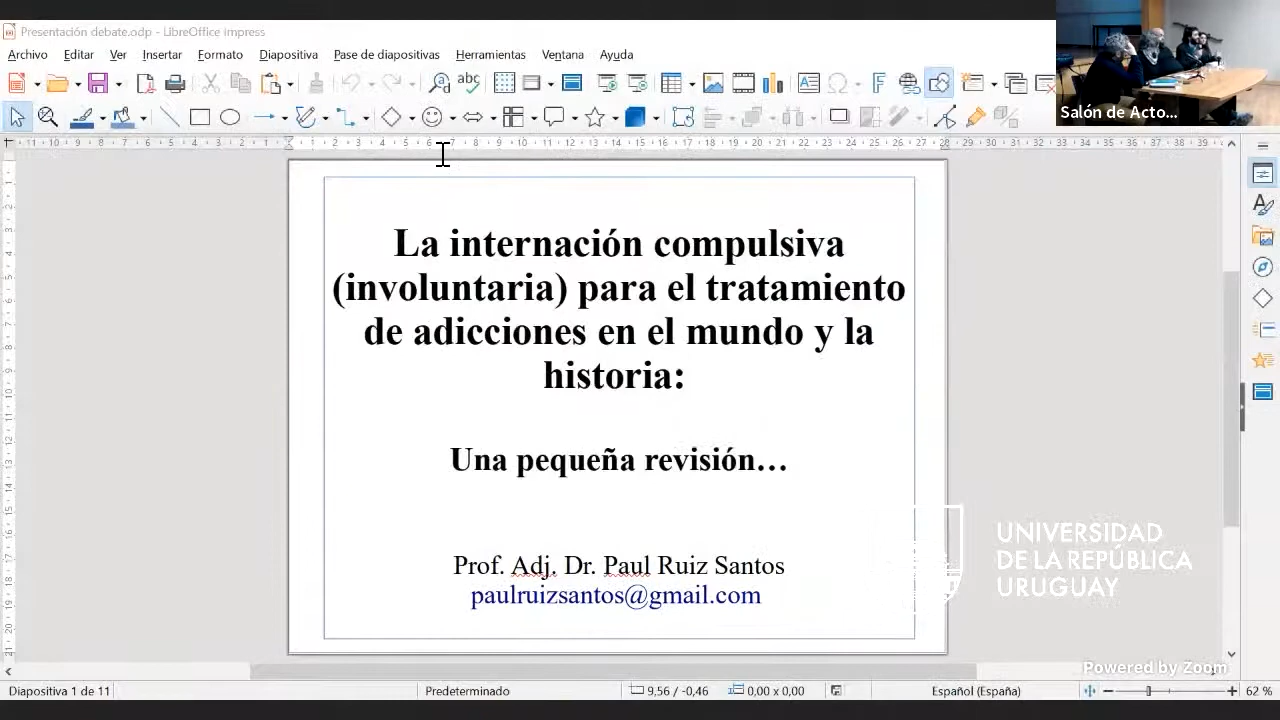 Presentación debate.odp - LibreOffice Impress
Archivo Editar Ver Insertar Formato Diapositiva Pase de diapositivas Herramientas Ventana Ayuda
Salón de Acto...
La internación compulsiva
(involuntaria) para el tratamiento
de adicciones en el mundo y la
historia:
Una pequeña revisión…
Prof. Adj. Dr. Paul Ruiz Santos
paulruizsantos@gmail.com
UNIVERSIDAD
DE LA REPÚBLICA
URUGUAY
Powered by Zoom
Diapositiva 1 de 11 Predeterminado 9,56 / -0,46 0,00 x 0,00 Español (España) 62 %